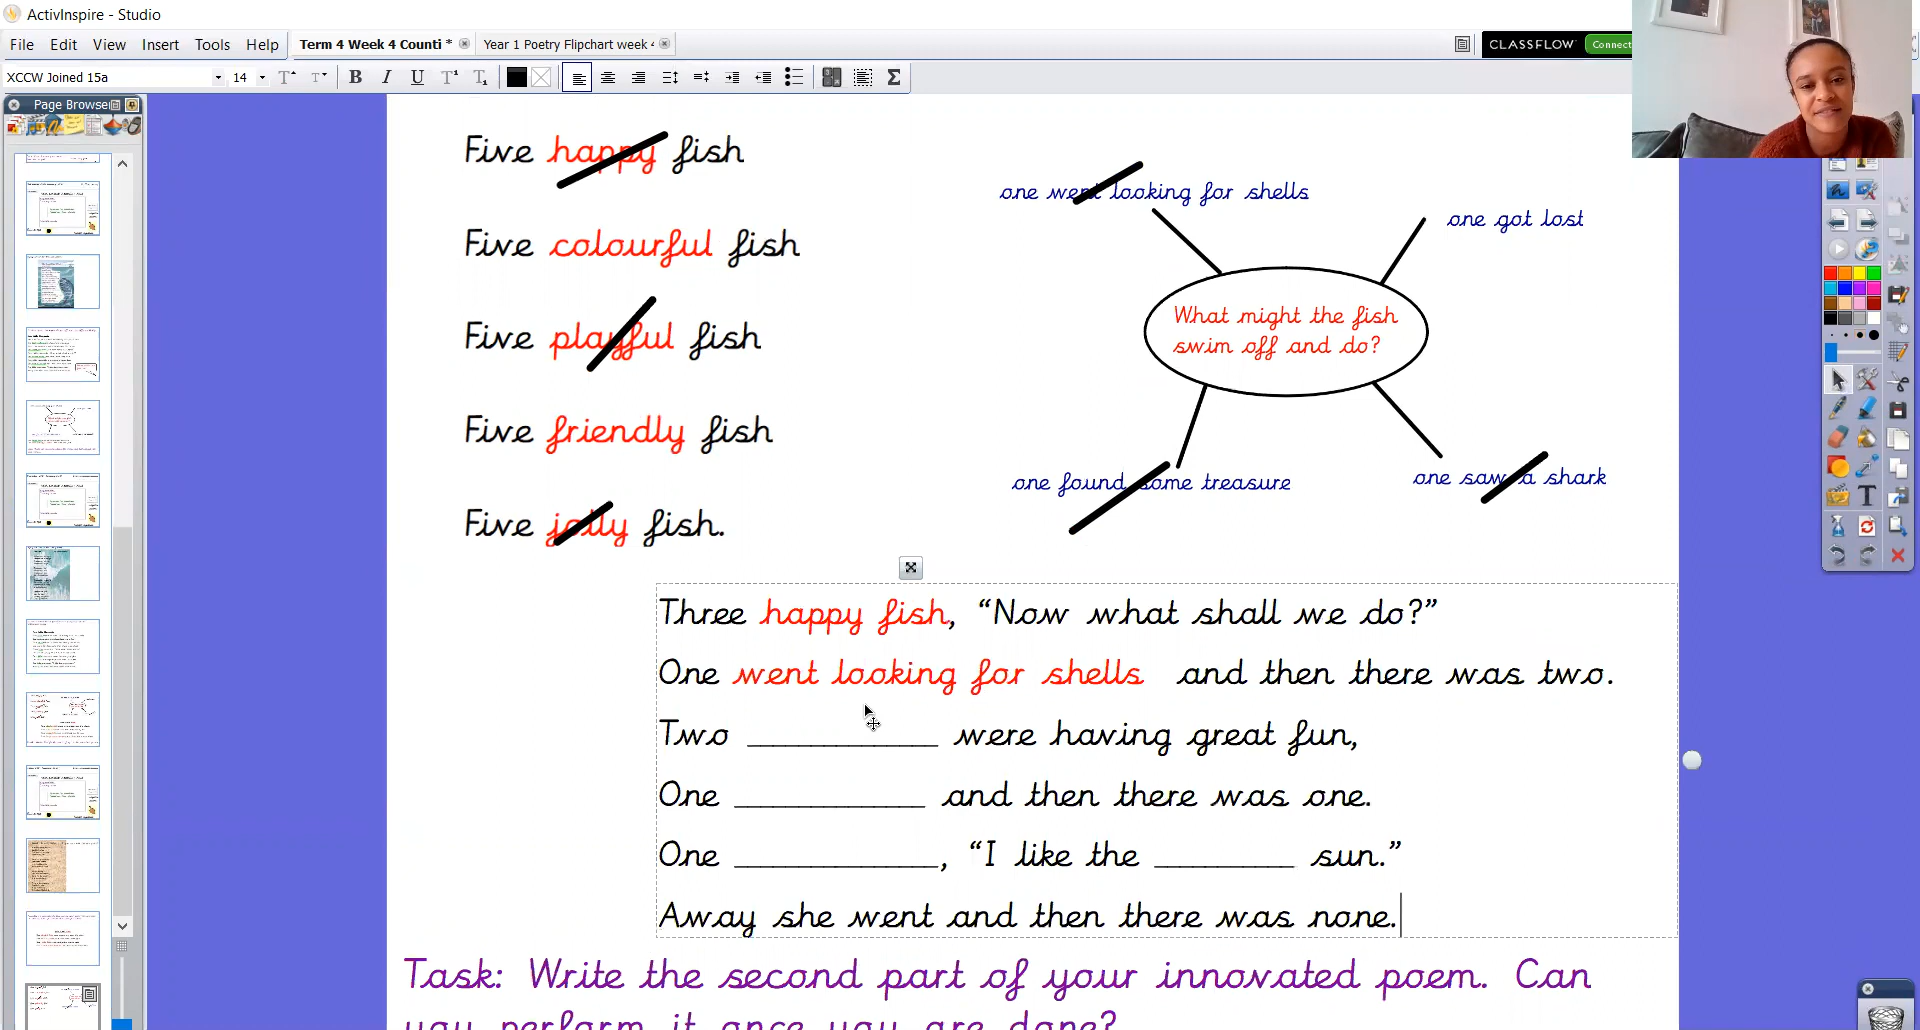 ActivInspire - Studio
File Edit View Insert Tools Help
Term 4 Week 4 Counti *
Year 1 Poetry Flipchart week 4
CLASSFLOW
Connect
XCCW Joined 15a
14
B I U
Page Browser
Five happy fish
Five colourful fish
Five playful fish
Five friendly fish
Five jolly fish.
one went looking for shells
one got lost
What might the fish
swim off and do?
one found some treasure
one saw a shark
Three happy fish, “Now what shall we do?”
One went looking for shells and then there was two.
Two ____________ were having great fun,
One ____________ and then there was one.
One _____________, “I like the _________ sun.”
Away she went and then there was none.
Task: Write the second part of your innovated poem. Can
you perform it once you are done?